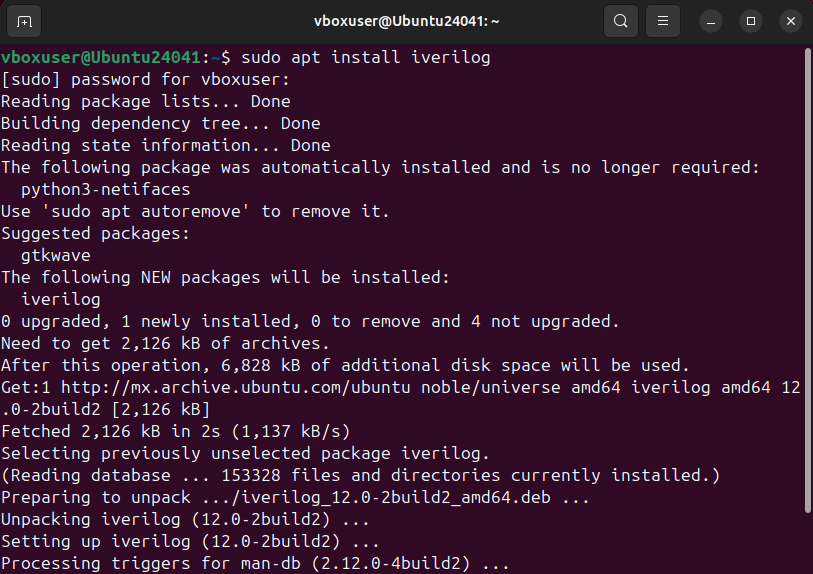 vboxuser@Ubuntu24041: ~
vboxuser@Ubuntu24041:~$ sudo apt install iverilog
[sudo] password for vboxuser:
Reading package lists... Done
Building dependency tree... Done
Reading state information... Done
The following package was automatically installed and is no longer required:
  python3-netifaces
Use 'sudo apt autoremove' to remove it.
Suggested packages:
  gtkwave
The following NEW packages will be installed:
  iverilog
0 upgraded, 1 newly installed, 0 to remove and 4 not upgraded.
Need to get 2,126 kB of archives.
After this operation, 6,828 kB of additional disk space will be used.
Get:1 http://mx.archive.ubuntu.com/ubuntu noble/universe amd64 iverilog amd64 12
.0-2build2 [2,126 kB]
Fetched 2,126 kB in 2s (1,137 kB/s)
Selecting previously unselected package iverilog.
(Reading database ... 153328 files and directories currently installed.)
Preparing to unpack .../iverilog_12.0-2build2_amd64.deb ...
Unpacking iverilog (12.0-2build2) ...
Setting up iverilog (12.0-2build2) ...
Processing triggers for man-db (2.12.0-4build2) ...